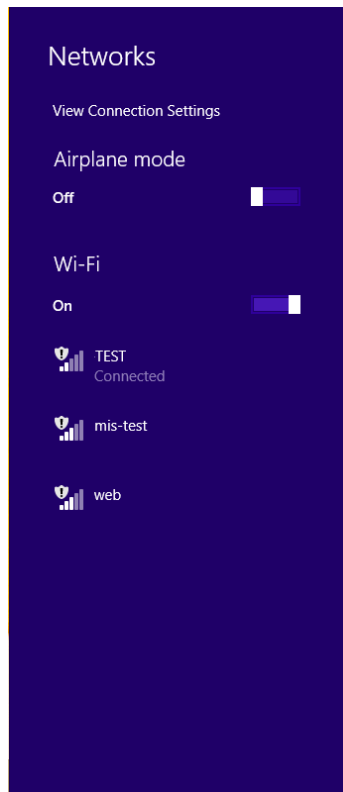 Networks
View Connection Settings
Airplane mode
Off
Wi-Fi
On
TEST
Connected
mis-test
web